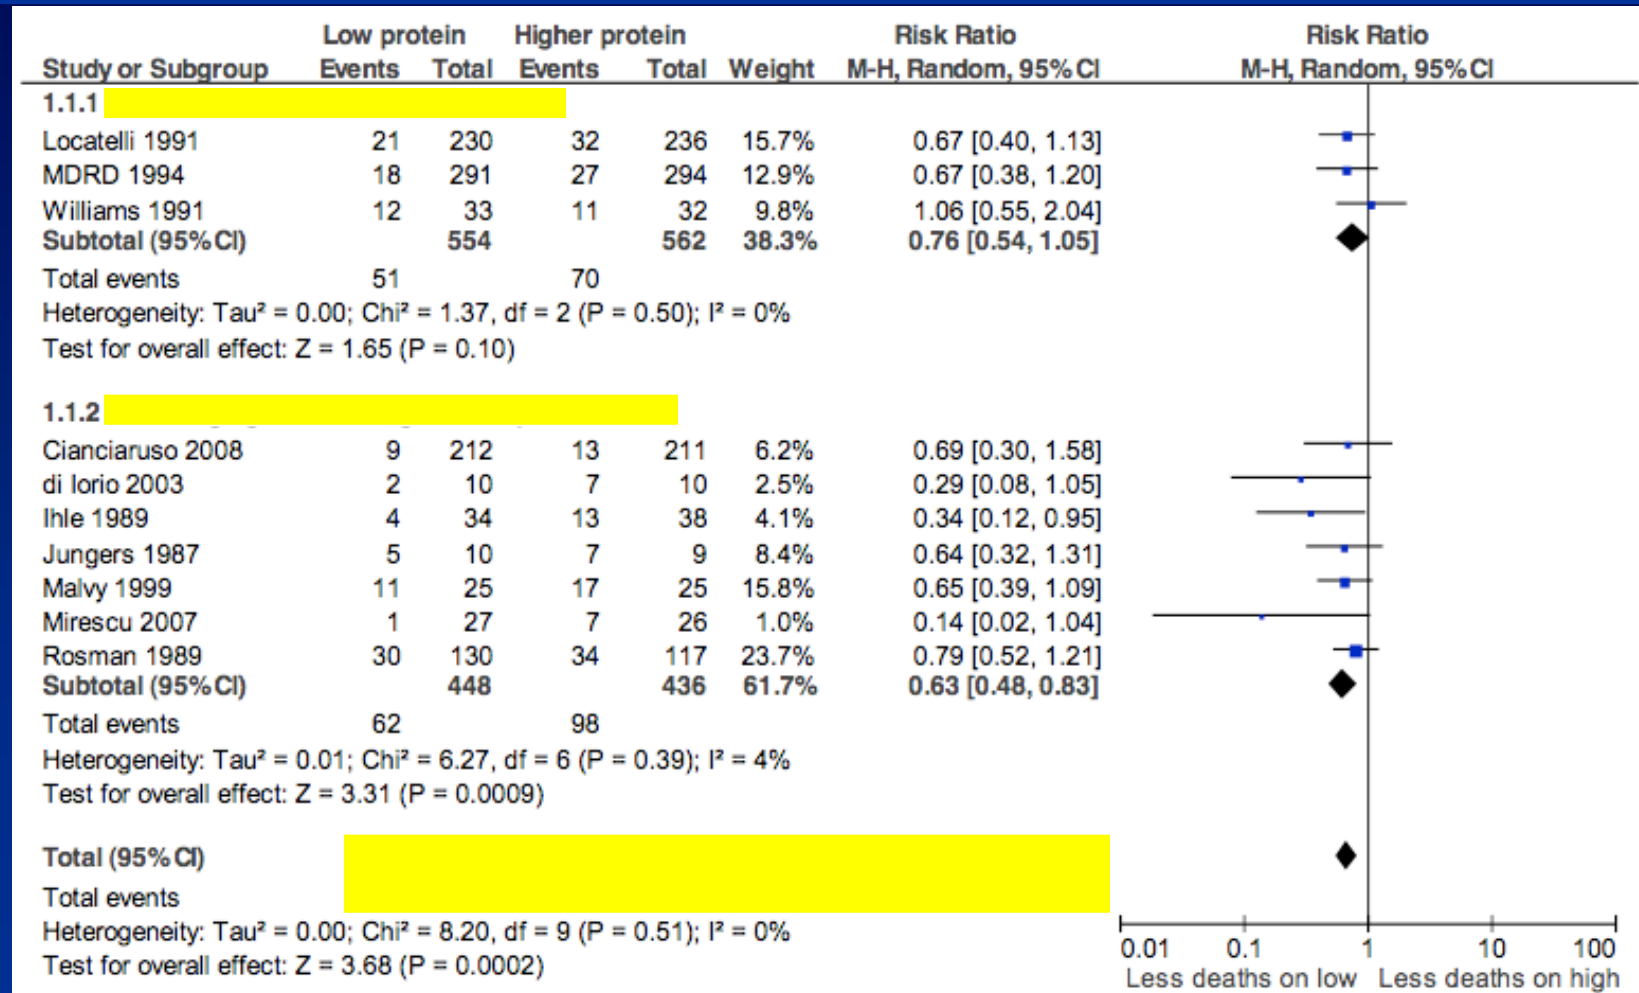 Low protein Higher protein Risk Ratio Risk Ratio
Study or Subgroup Events Total Events Total Weight M-H, Random, 95% CI M-H, Random, 95% CI
1.1.1
Locatelli 1991 21 230 32 236 15.7% 0.67 [0.40, 1.13]
MDRD 1994 18 291 27 294 12.9% 0.67 [0.38, 1.20]
Williams 1991 12 33 11 32 9.8% 1.06 [0.55, 2.04]
Subtotal (95% CI) 554 562 38.3% 0.76 [0.54, 1.05]
Total events 51 70
Heterogeneity: Tau² = 0.00; Chi² = 1.37, df = 2 (P = 0.50); I² = 0%
Test for overall effect: Z = 1.65 (P = 0.10)
1.1.2
Cianciaruso 2008 9 212 13 211 6.2% 0.69 [0.30, 1.58]
di Iorio 2003 2 10 7 10 2.5% 0.29 [0.08, 1.05]
Ihle 1989 4 34 13 38 4.1% 0.34 [0.12, 0.95]
Jungers 1987 5 10 7 9 8.4% 0.64 [0.32, 1.31]
Malvy 1999 11 25 17 25 15.8% 0.65 [0.39, 1.09]
Mirescu 2007 1 27 7 26 1.0% 0.14 [0.02, 1.04]
Rosman 1989 30 130 34 117 23.7% 0.79 [0.52, 1.21]
Subtotal (95% CI) 448 436 61.7% 0.63 [0.48, 0.83]
Total events 62 98
Heterogeneity: Tau² = 0.01; Chi² = 6.27, df = 6 (P = 0.39); I² = 4%
Test for overall effect: Z = 3.31 (P = 0.0009)
Total (95% CI)
Total events
Heterogeneity: Tau² = 0.00; Chi² = 8.20, df = 9 (P = 0.51); I² = 0%
Test for overall effect: Z = 3.68 (P = 0.0002)
0.01 0.1 1 10 100
Less deaths on low Less deaths on high